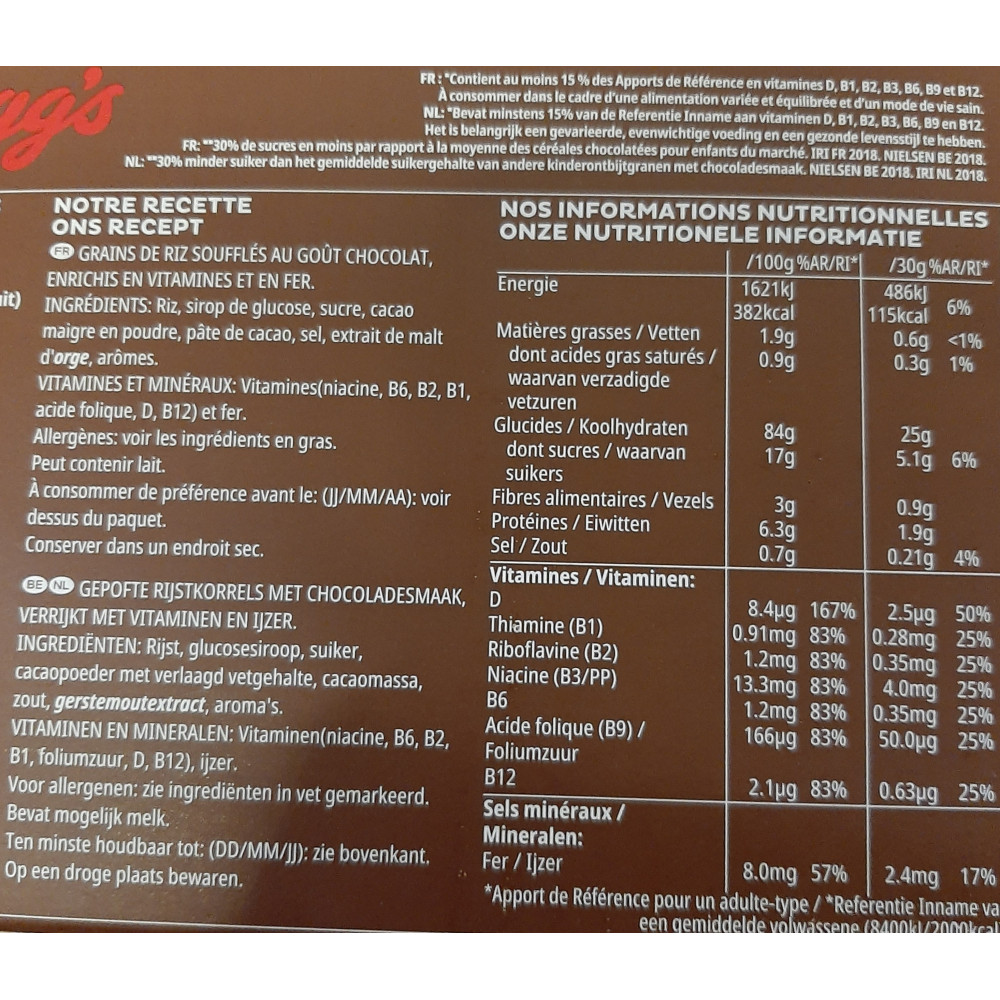 FR : *Contient au moins 15 % des Apports de Référence en vitamines D, B1, B2, B3, B6, B9 et B12.
À consommer dans le cadre d'une alimentation variée et équilibrée et d'un mode de vie sain.
NL: *Bevat minstens 15% van de Referentie Inname aan vitaminen D, B1, B2, B3, B6, B9 en B12.
Het is belangrijk een gevarieerde, evenwichtige voeding en een gezonde levensstijl te hebben.
FR: **30% de sucres en moins par rapport à la moyenne des céréales chocolatées pour enfants du marché. IRI FR 2018. NIELSEN BE 2018.
NL: **30% minder suiker dan het gemiddelde suikergehalte van andere kinderontbijtgranen met chocoladesmaak. NIELSEN BE 2018. IRI NL 2018.
NOTRE RECETTE
ONS RECEPT
FR GRAINS DE RIZ SOUFFLÉS AU GOÛT CHOCOLAT,
ENRICHIS EN VITAMINES ET EN FER.
INGRÉDIENTS: Riz, sirop de glucose, sucre, cacao
maigre en poudre, pâte de cacao, sel, extrait de malt
d'orge, arômes.
VITAMINES ET MINÉRAUX: Vitamines(niacine, B6, B2, B1,
acide folique, D, B12) et fer.
Allergènes: voir les ingrédients en gras.
Peut contenir lait.
À consommer de préférence avant le: (JJ/MM/AA): voir
dessus du paquet.
Conserver dans un endroit sec.
BE NL GEPOFTE RIJSTKORRELS MET CHOCOLADESMAAK,
VERRIJKT MET VITAMINEN EN IJZER.
INGREDIËNTEN: Rijst, glucosesiroop, suiker,
cacaopoeder met verlaagd vetgehalte, cacaomassa,
zout, gerstemoutextract, aroma's.
VITAMINEN EN MINERALEN: Vitaminen(niacine, B6, B2,
B1, foliumzuur, D, B12), ijzer.
Voor allergenen: zie ingrediënten in vet gemarkeerd.
Bevat mogelijk melk.
Ten minste houdbaar tot: (DD/MM/JJ): zie bovenkant.
Op een droge plaats bewaren.
NOS INFORMATIONS NUTRITIONNELLES
ONZE NUTRITIONELE INFORMATIE
/100g %AR/RI* /30g %AR/RI*
Energie 1621kJ 486kJ 6%
382kcal 115kcal
Matières grasses / Vetten 1.9g 0.6g <1%
dont acides gras saturés / 0.9g 0.3g 1%
waarvan verzadigde
vetzuren
Glucides / Koolhydraten 84g 25g
dont sucres / waarvan 17g 5.1g 6%
suikers
Fibres alimentaires / Vezels 3g 0.9g
Protéines / Eiwitten 6.3g 1.9g
Sel / Zout 0.7g 0.21g 4%
Vitamines / Vitaminen:
D 8.4µg 167% 2.5µg 50%
Thiamine (B1) 0.91mg 83% 0.28mg 25%
Riboflavine (B2) 1.2mg 83% 0.35mg 25%
Niacine (B3/PP) 13.3mg 83% 4.0mg 25%
B6 1.2mg 83% 0.35mg 25%
Acide folique (B9) / 166µg 83% 50.0µg 25%
Foliumzuur
B12 2.1µg 83% 0.63µg 25%
Sels minéraux /
Mineralen:
Fer / Ijzer 8.0mg 57% 2.4mg 17%
*Apport de Référence pour un adulte-type / *Referentie Inname va
een gemiddelde volwassene (8400kJ/2000kcal